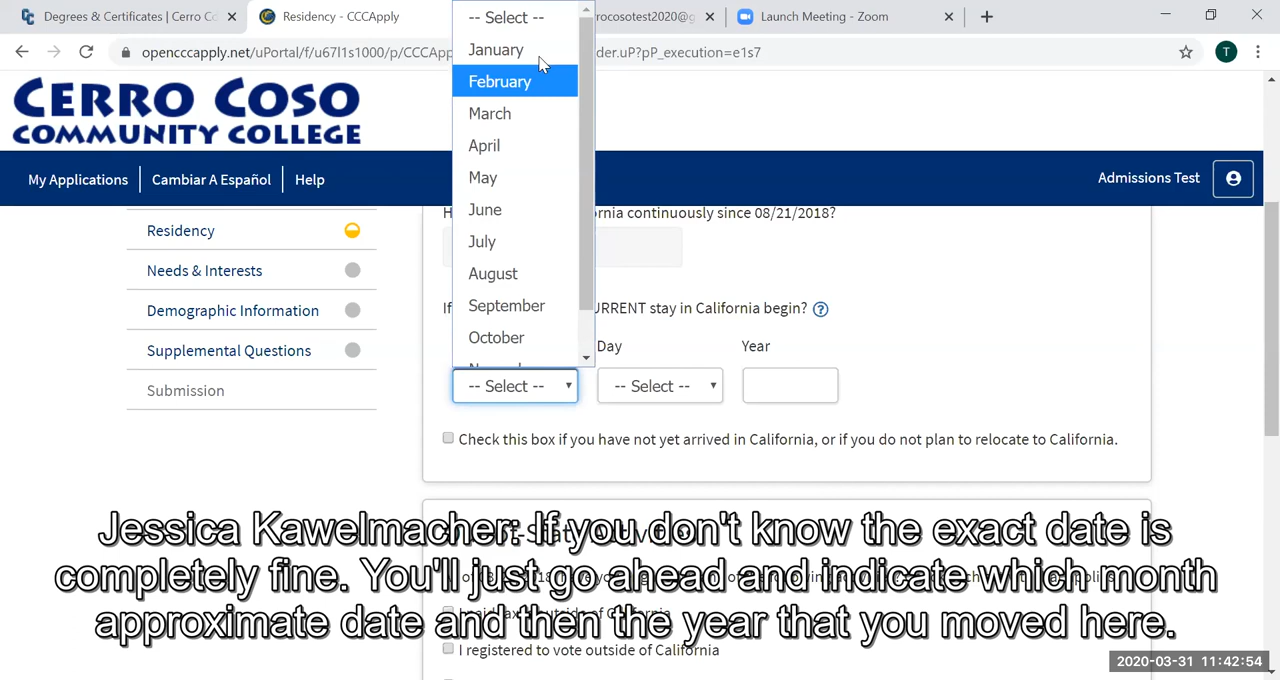 Degrees & Certificates | Cerro Co
Residency - CCCApply
rocosotest2020@g
Launch Meeting - Zoom
opencccapply.net/uPortal/f/u67l1s1000/p/CCCAp
der.uP?pP_execution=e1s7
T
CERRO COSO
COMMUNITY COLLEGE
My Applications
Cambiar A Español
Help
Admissions Test
Residency
Needs & Interests
Demographic Information
Supplemental Questions
Submission
-- Select --
January
February
March
April
May
June
July
August
September
October
rnia continuously since 08/21/2018?
URRENT stay in California begin?
Day
Year
-- Select --
-- Select --
Check this box if you have not yet arrived in California, or if you do not plan to relocate to California.
Jessica Kawelmacher: If you don't know the exact date is
completely fine. You'll just go ahead and indicate which month
approximate date and then the year that you moved here.
I registered to vote outside of California
2020-03-31 11:42:54